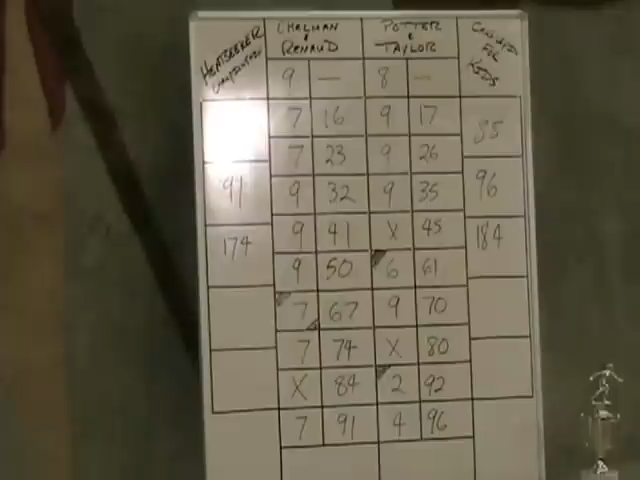 CHELMAN & RENAUD POTTER & TAYLOR
HEATSEEKER FOR KIDS
9 — 8 —
7 16 9 17 85
7 23 9 26
91 9 32 9 35 96
174 9 41 X 45 184
9 50 6 61
7 67 9 70
7 74 X 80
X 84 2 92
7 91 4 96